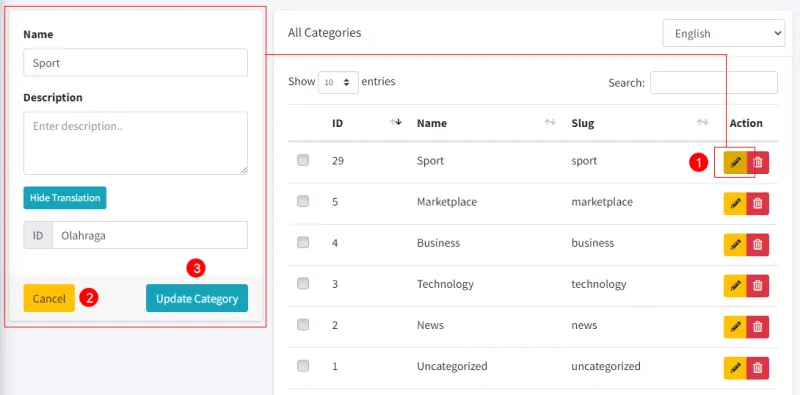 Name
Sport
Description
Enter description..
Hide Translation
ID Olahraga
3
Cancel 2 Update Category
All Categories English
Show 10 entries Search:
ID Name Slug Action
29 Sport sport 1
5 Marketplace marketplace
4 Business business
3 Technology technology
2 News news
1 Uncategorized uncategorized